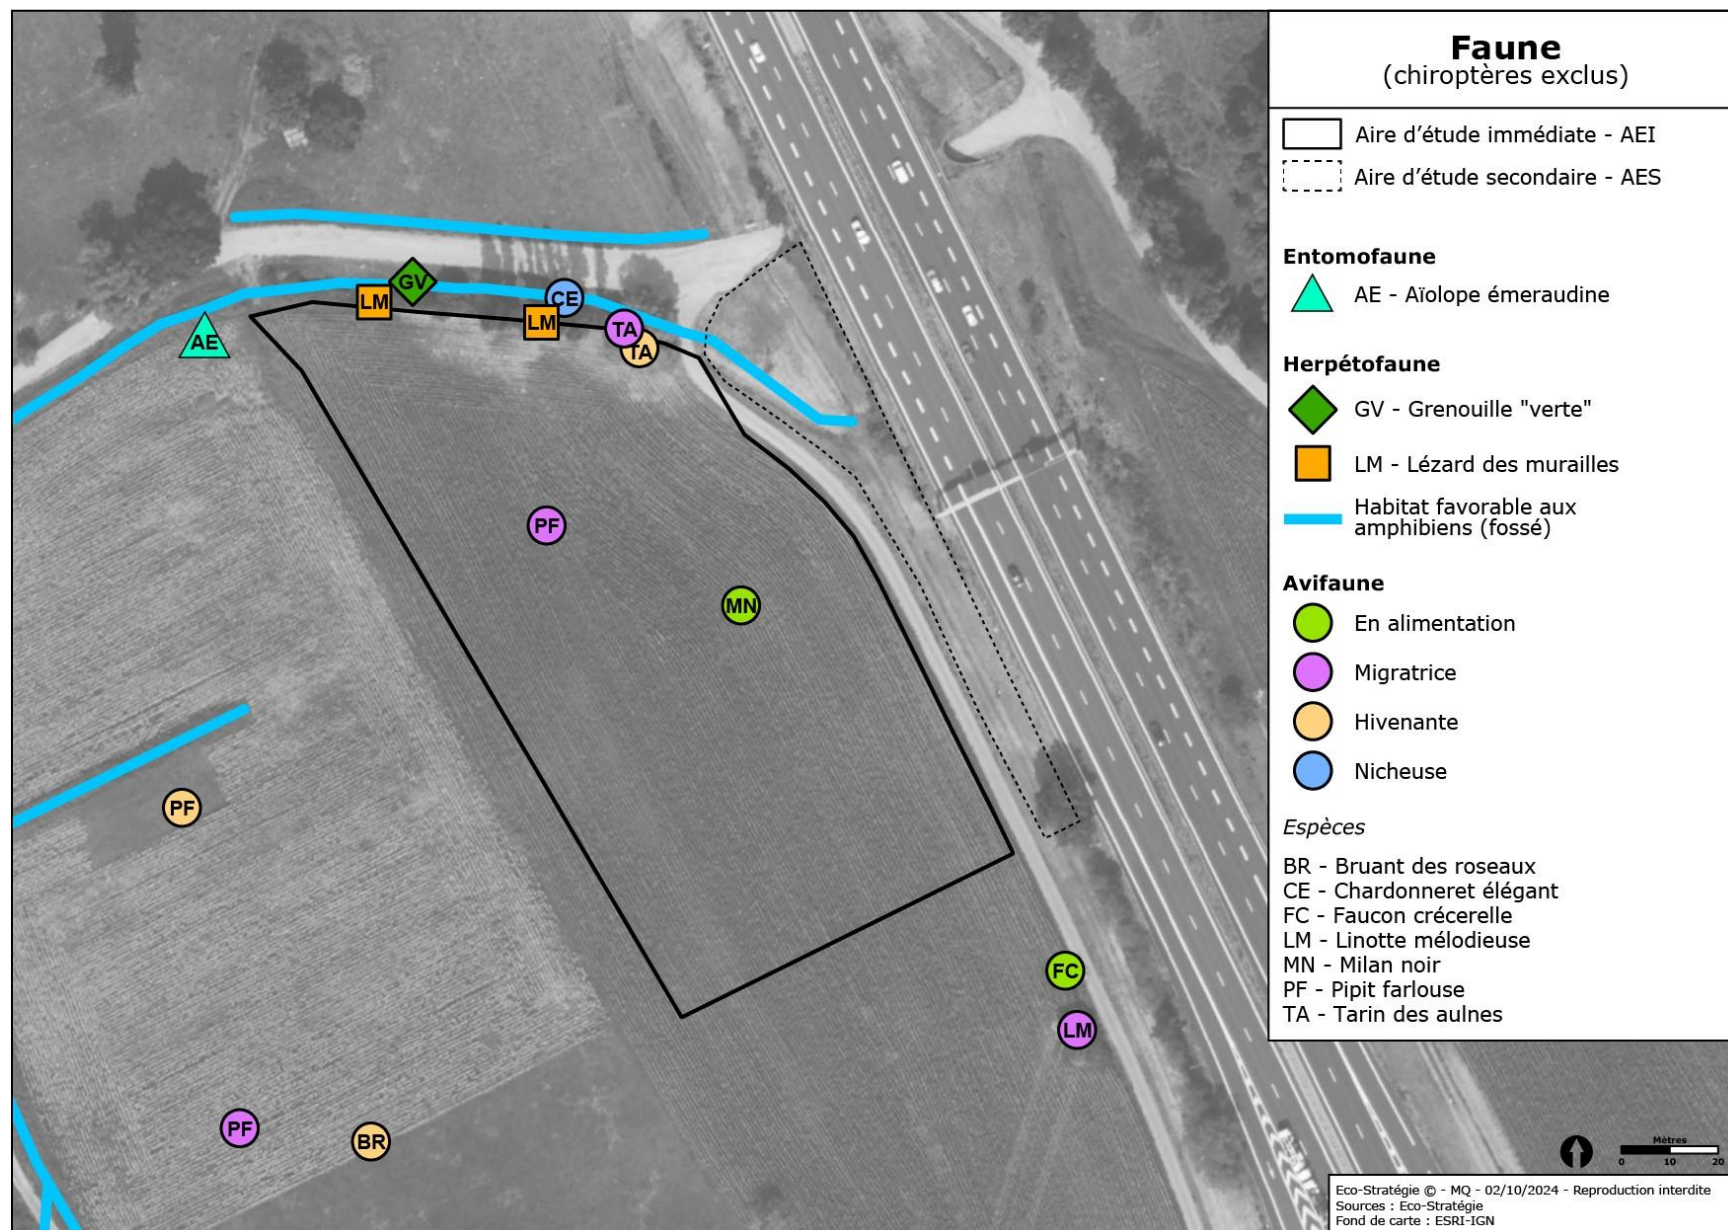 Faune
(chiroptères exclus)
Aire d’étude immédiate - AEI
Aire d’étude secondaire - AES
Entomofaune
AE - Aïolope émeraudine
Herpétofaune
GV - Grenouille "verte"
LM - Lézard des murailles
Habitat favorable aux
amphibiens (fossé)
Avifaune
En alimentation
Migratrice
Hivenante
Nicheuse
Espèces
BR - Bruant des roseaux
CE - Chardonneret élégant
FC - Faucon crécerelle
LM - Linotte mélodieuse
MN - Milan noir
PF - Pipit farlouse
TA - Tarin des aulnes
GV
LM
CE
LM
TA
TA
AE
PF
MN
PF
FC
LM
PF
BR
Mètres
0 10 20
Eco-Stratégie © - MQ - 02/10/2024 - Reproduction interdite
Sources : Eco-Stratégie
Fond de carte : ESRI-IGN